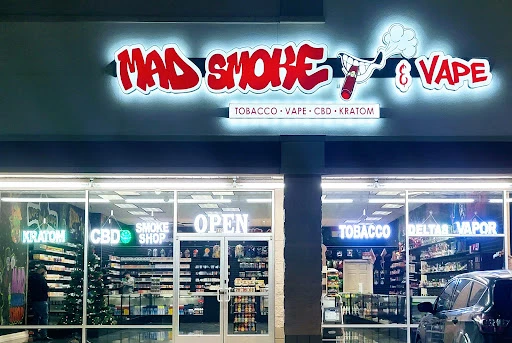 MAD SMOKE & VAPE
TOBACCO • VAPE • CBD • KRATOM
KRATOM
CBD
SMOKE
SHOP
OPEN
TOBACCO
DELTA8
VAPOR